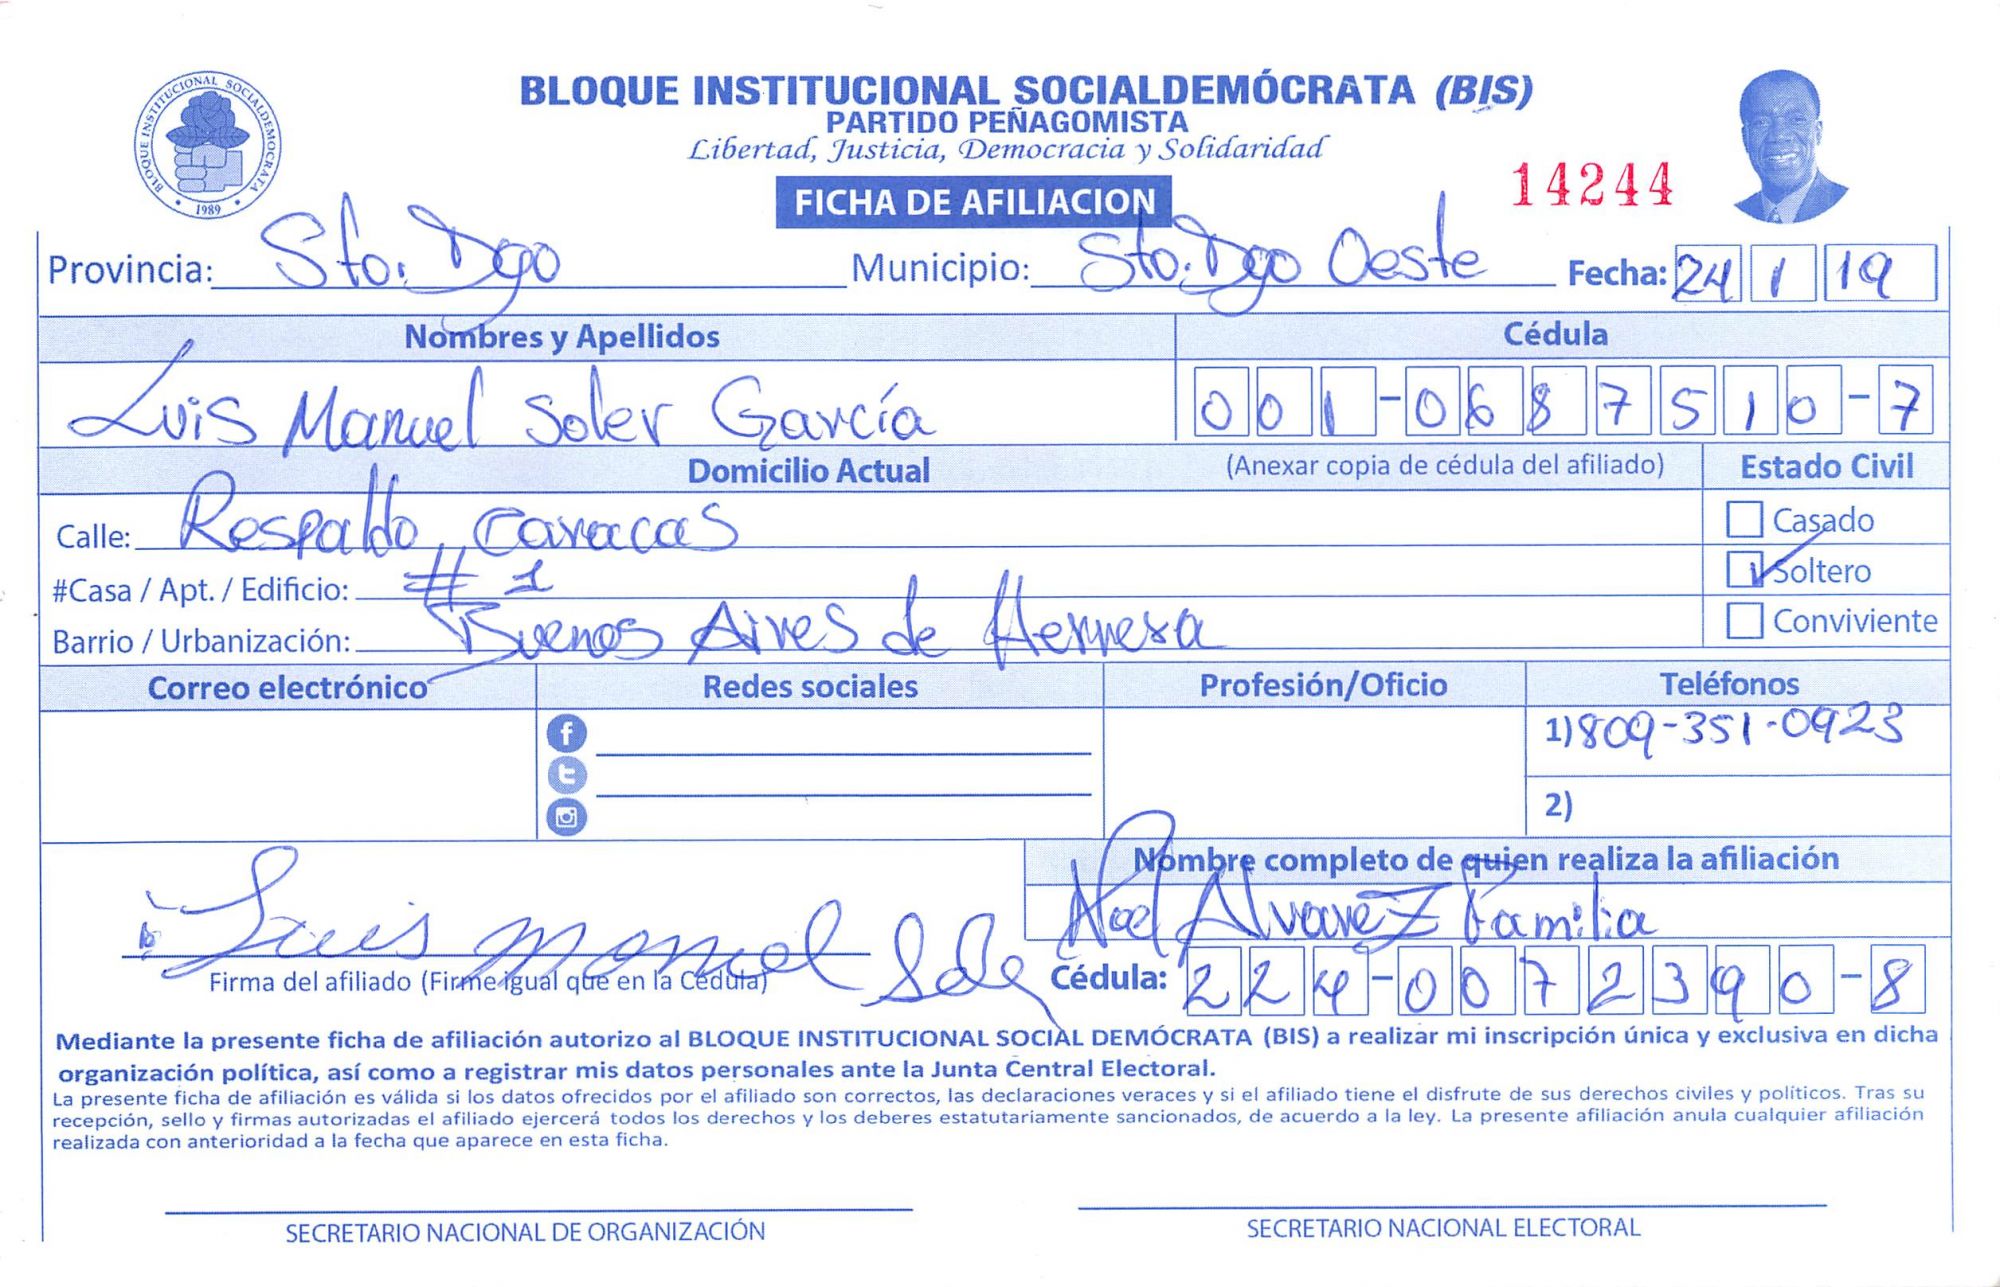 BLOQUE INSTITUCIONAL SOCIALDEMOCRATA
1989
BLOQUE INSTITUCIONAL SOCIALDEMÓCRATA (BIS)
PARTIDO PEÑAGOMISTA
Libertad, Justicia, Democracia y Solidaridad
FICHA DE AFILIACION
14244
Provincia: Sto. Dgo Municipio: Sto. Dgo Oeste Fecha: 24 1 19
Nombres y Apellidos Cédula
Luis Manuel Soler García 001-0687510-7
Domicilio Actual (Anexar copia de cédula del afiliado) Estado Civil
Calle: Respaldo Caracas Casado
#Casa / Apt. / Edificio: # 1 Soltero
Barrio / Urbanización: Buenos Aires de Herrera Conviviente
Correo electrónico Redes sociales Profesión/Oficio Teléfonos
1) 809-351-0923
2)
Nombre completo de quien realiza la afiliación
Noel Alvarez Familia
Luis Manuel Sole
Firma del afiliado (Firme igual que en la Cédula) Cédula: 224-0072390-8
Mediante la presente ficha de afiliación autorizo al BLOQUE INSTITUCIONAL SOCIAL DEMÓCRATA (BIS) a realizar mi inscripción única y exclusiva en dicha
organización política, así como a registrar mis datos personales ante la Junta Central Electoral.
La presente ficha de afiliación es válida si los datos ofrecidos por el afiliado son correctos, las declaraciones veraces y si el afiliado tiene el disfrute de sus derechos civiles y políticos. Tras su
recepción, sello y firmas autorizadas el afiliado ejercerá todos los derechos y los deberes estatutariamente sancionados, de acuerdo a la ley. La presente afiliación anula cualquier afiliación
realizada con anterioridad a la fecha que aparece en esta ficha.
SECRETARIO NACIONAL DE ORGANIZACIÓN SECRETARIO NACIONAL ELECTORAL